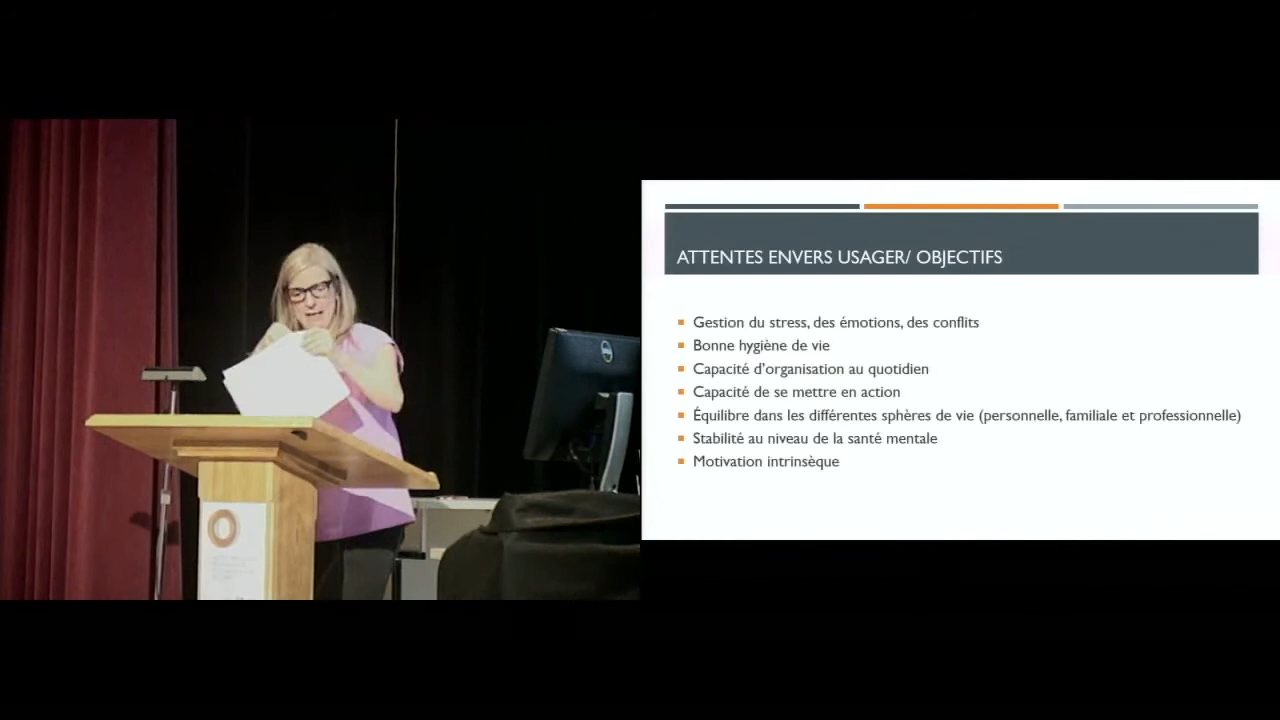 ATTENTES ENVERS USAGER/ OBJECTIFS
Gestion du stress, des émotions, des conflits
Bonne hygiène de vie
Capacité d'organisation au quotidien
Capacité de se mettre en action
Équilibre dans les différentes sphères de vie (personnelle, familiale et professionnelle)
Stabilité au niveau de la santé mentale
Motivation intrinsèque